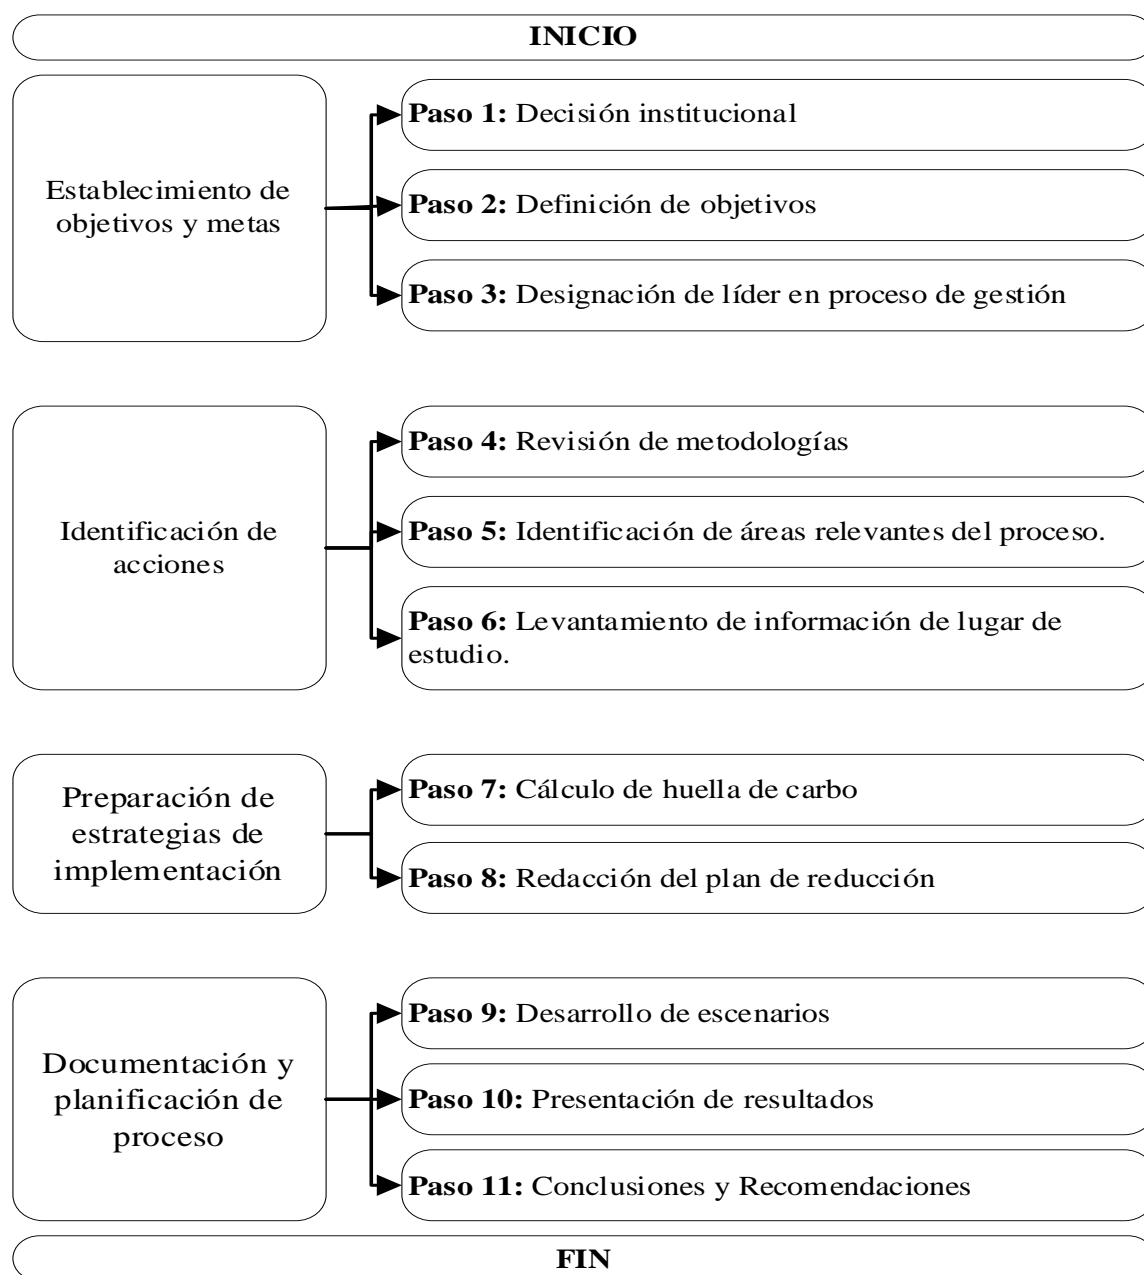 INICIO
Establecimiento de
objetivos y metas
Paso 1: Decisión institucional
Paso 2: Definición de objetivos
Paso 3: Designación de líder en proceso de gestión
Identificación de
acciones
Paso 4: Revisión de metodologías
Paso 5: Identificación de áreas relevantes del proceso.
Paso 6: Levantamiento de información de lugar de
estudio.
Preparación de
estrategias de
implementación
Paso 7: Cálculo de huella de carbo
Paso 8: Redacción del plan de reducción
Documentación y
planificación de
proceso
Paso 9: Desarrollo de escenarios
Paso 10: Presentación de resultados
Paso 11: Conclusiones y Recomendaciones
FIN